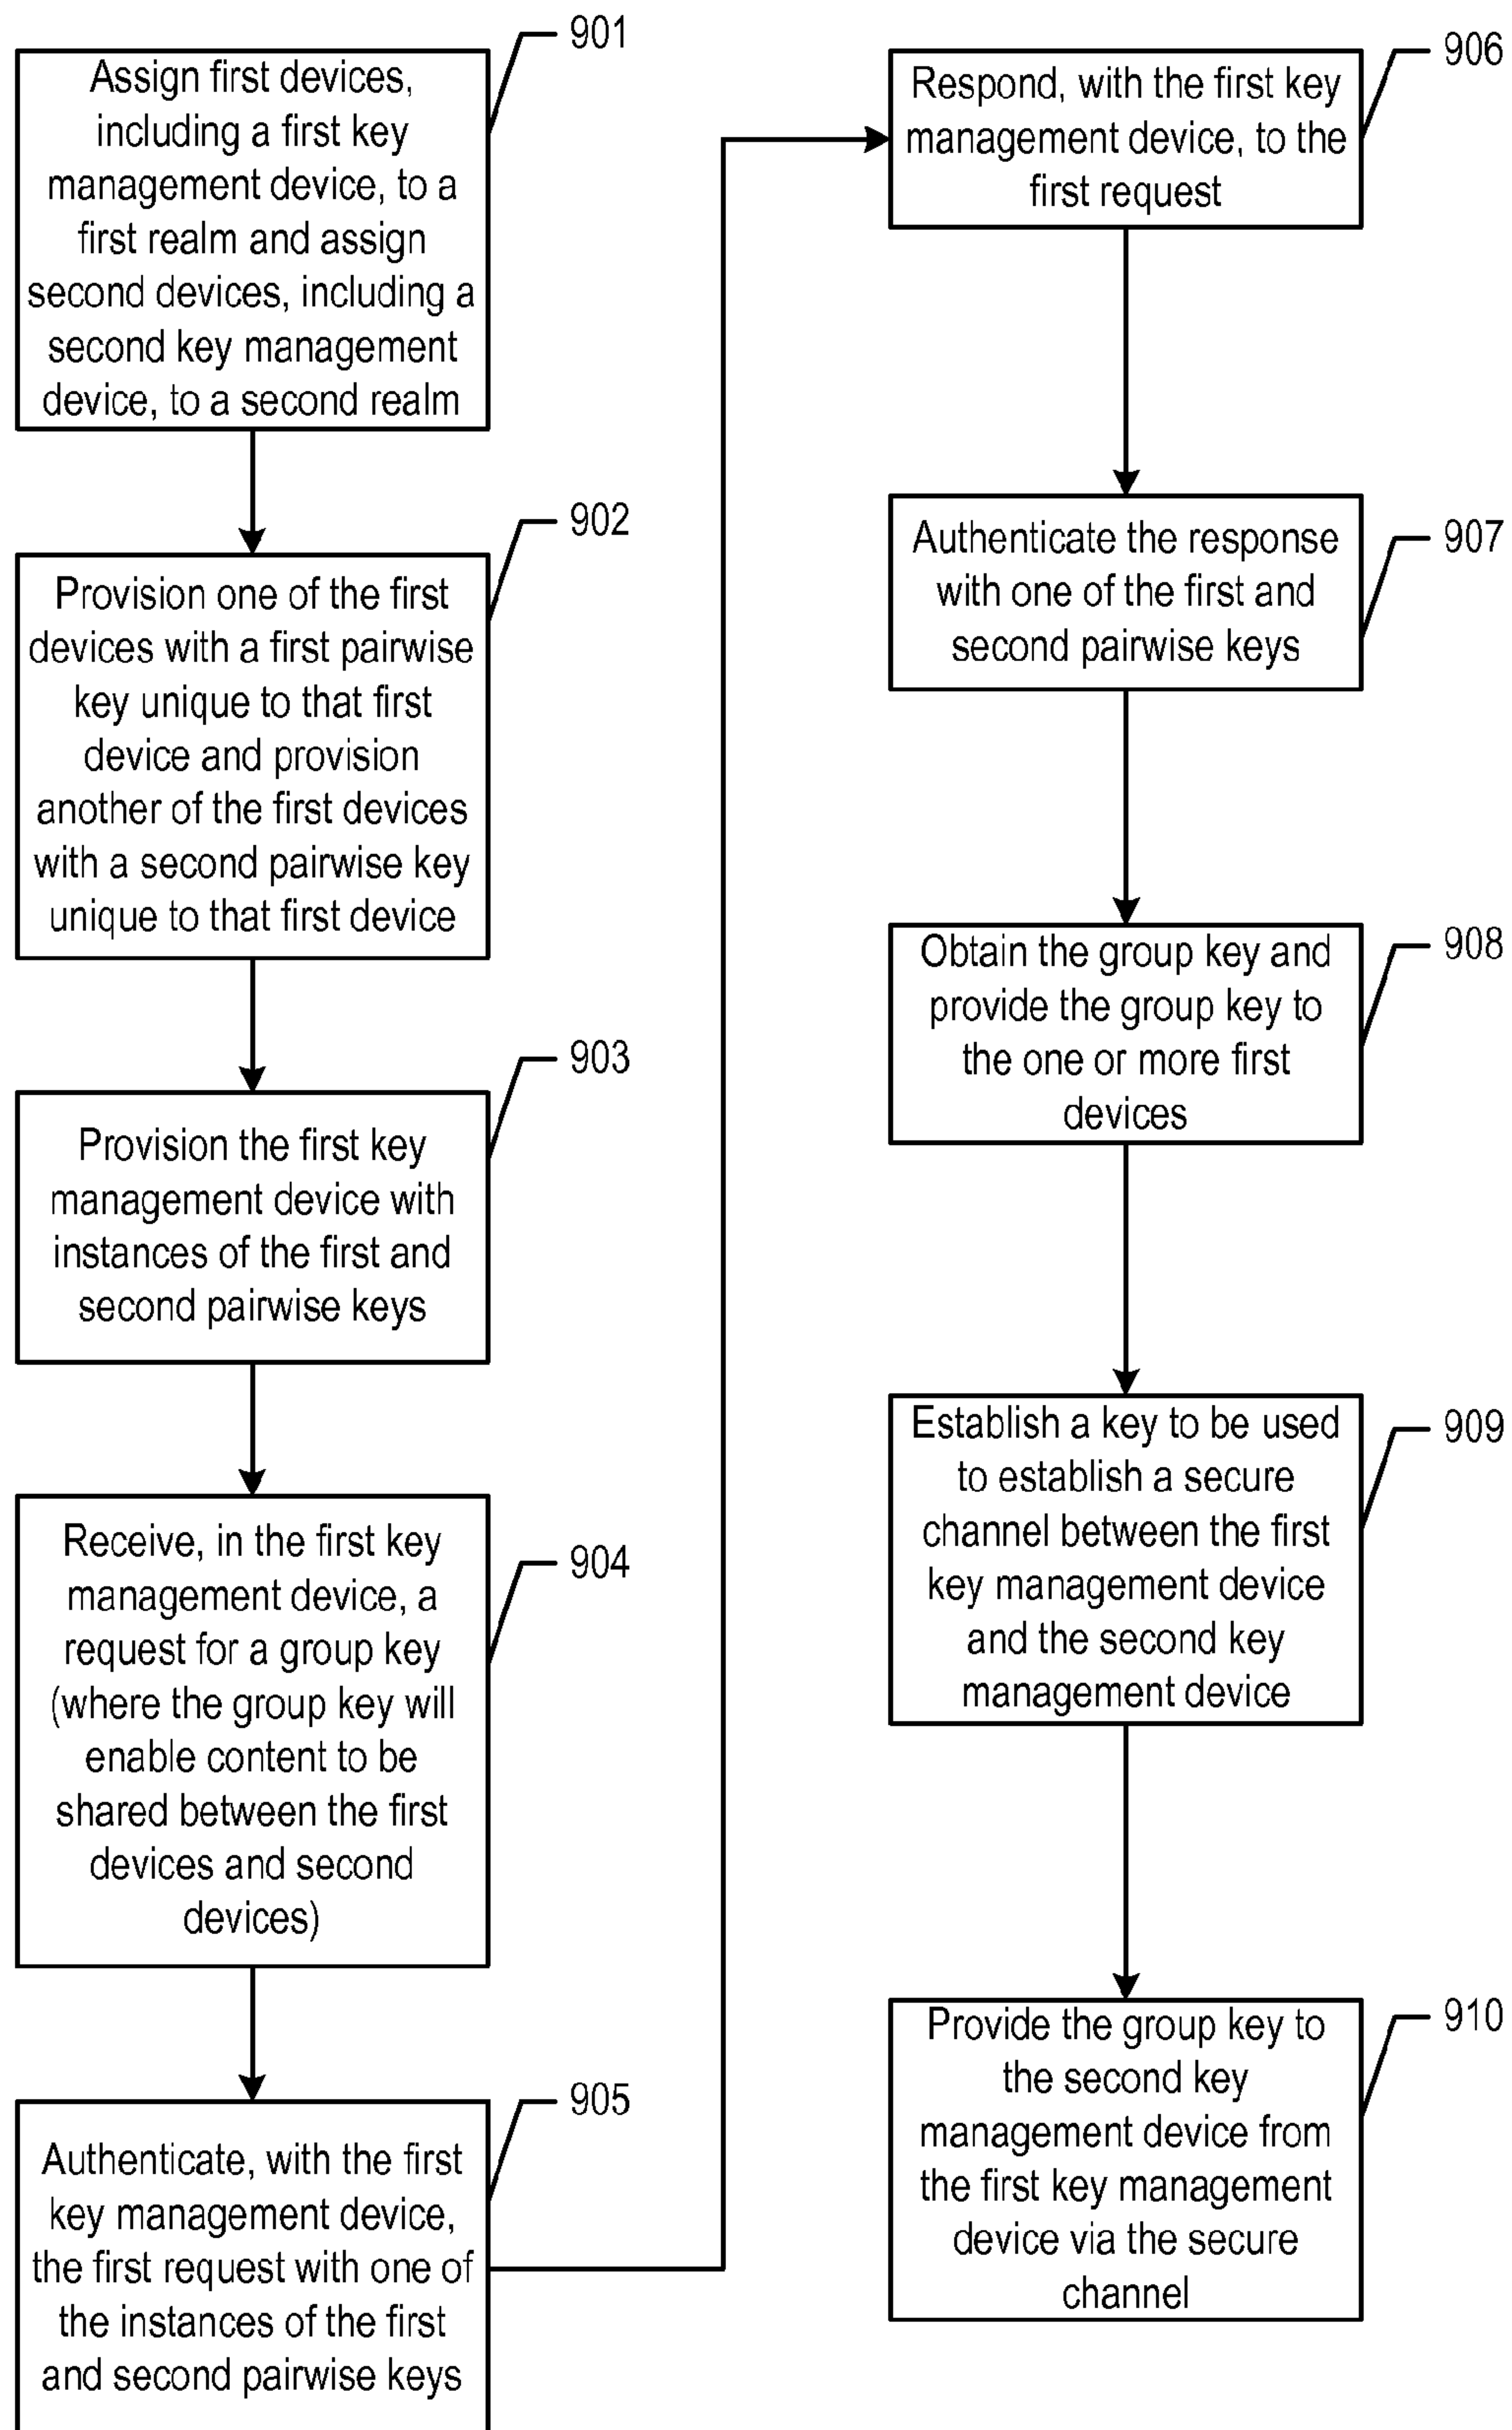 901
Assign first devices,
including a first key
management device, to a
first realm and assign
second devices, including a
second key management
device, to a second realm
902
Provision one of the first
devices with a first pairwise
key unique to that first
device and provision
another of the first devices
with a second pairwise key
unique to that first device
903
Provision the first key
management device with
instances of the first and
second pairwise keys
904
Receive, in the first key
management device, a
request for a group key
(where the group key will
enable content to be
shared between the first
devices and second
devices)
905
Authenticate, with the first
key management device,
the first request with one of
the instances of the first
and second pairwise keys
906
Respond, with the first key
management device, to the
first request
907
Authenticate the response
with one of the first and
second pairwise keys
908
Obtain the group key and
provide the group key to
the one or more first
devices
909
Establish a key to be used
to establish a secure
channel between the first
key management device
and the second key
management device
910
Provide the group key to
the second key
management device from
the first key management
device via the secure
channel